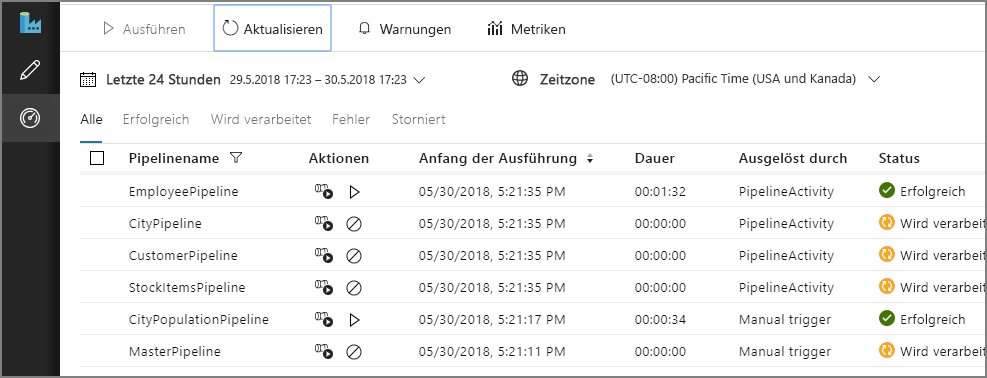 Ausführen Aktualisieren Warnungen Metriken
Letzte 24 Stunden 29.5.2018 17:23 – 30.5.2018 17:23 Zeitzone (UTC-08:00) Pacific Time (USA und Kanada)
Alle Erfolgreich Wird verarbeitet Fehler Storniert
Pipelinename Aktionen Anfang der Ausführung Dauer Ausgelöst durch Status
EmployeePipeline 05/30/2018, 5:21:35 PM 00:01:32 PipelineActivity Erfolgreich
CityPipeline 05/30/2018, 5:21:35 PM 00:00:00 PipelineActivity Wird verarbeit
CustomerPipeline 05/30/2018, 5:21:35 PM 00:00:00 PipelineActivity Wird verarbeit
StockItemsPipeline 05/30/2018, 5:21:35 PM 00:00:00 PipelineActivity Wird verarbeit
CityPopulationPipeline 05/30/2018, 5:21:17 PM 00:00:34 Manual trigger Erfolgreich
MasterPipeline 05/30/2018, 5:21:11 PM 00:00:00 Manual trigger Wird verarbeit